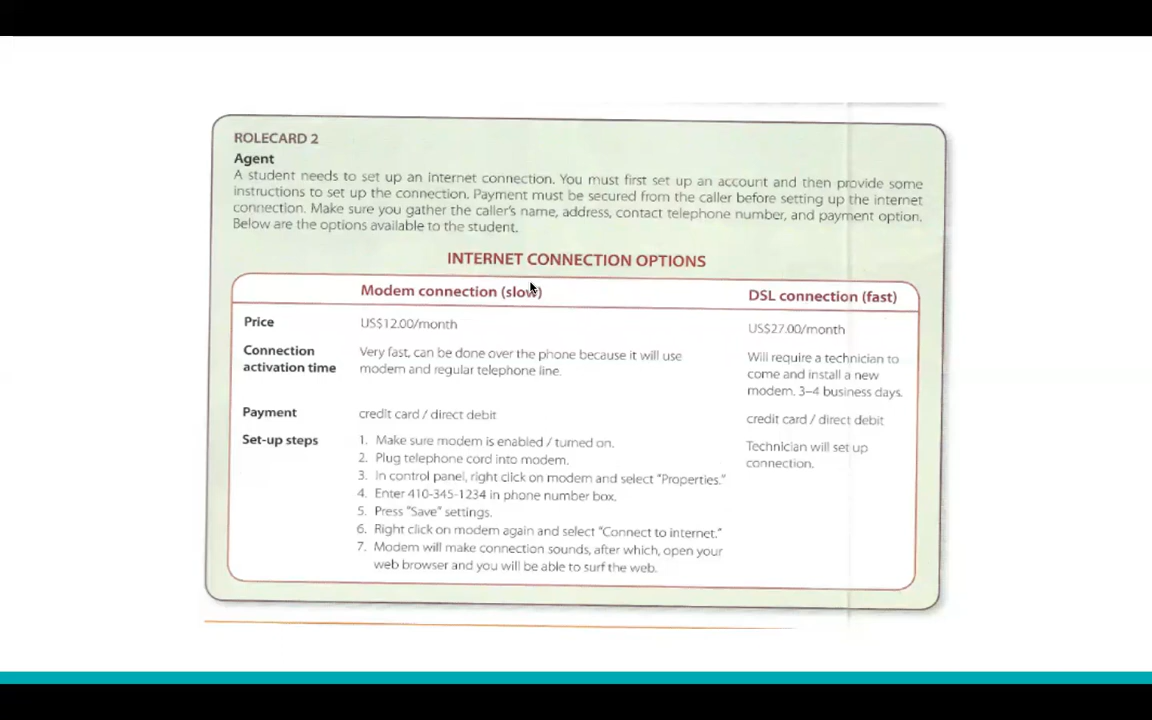 ROLECARD 2
Agent
A student needs to set up an internet connection. You must first set up an account and then provide some
instructions to set up the connection. Payment must be secured from the caller before setting up the internet
connection. Make sure you gather the caller's name, address, contact telephone number, and payment option.
Below are the options available to the student.
INTERNET CONNECTION OPTIONS
Modem connection (slow) DSL connection (fast)
Price US$12.00/month US$27.00/month
Connection Very fast, can be done over the phone because it will use Will require a technician to
activation time modem and regular telephone line. come and install a new
modem. 3–4 business days.
Payment credit card / direct debit credit card / direct debit
Set-up steps 1. Make sure modem is enabled / turned on. Technician will set up
2. Plug telephone cord into modem. connection.
3. In control panel, right click on modem and select "Properties."
4. Enter 410-345-1234 in phone number box.
5. Press "Save" settings.
6. Right click on modem again and select "Connect to internet."
7. Modem will make connection sounds, after which, open your
web browser and you will be able to surf the web.